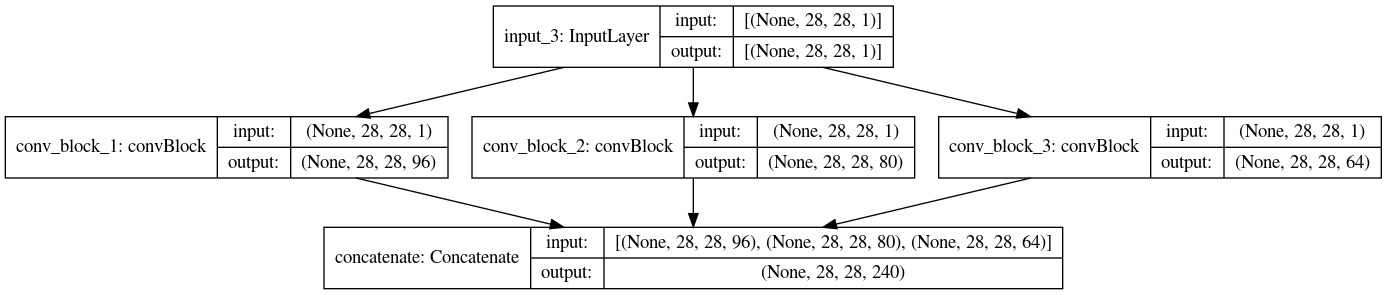 input_3: InputLayer
input: [(None, 28, 28, 1)]
output: [(None, 28, 28, 1)]
conv_block_1: convBlock
input: (None, 28, 28, 1)
output: (None, 28, 28, 96)
conv_block_2: convBlock
input: (None, 28, 28, 1)
output: (None, 28, 28, 80)
conv_block_3: convBlock
input: (None, 28, 28, 1)
output: (None, 28, 28, 64)
concatenate: Concatenate
input: [(None, 28, 28, 96), (None, 28, 28, 80), (None, 28, 28, 64)]
output: (None, 28, 28, 240)